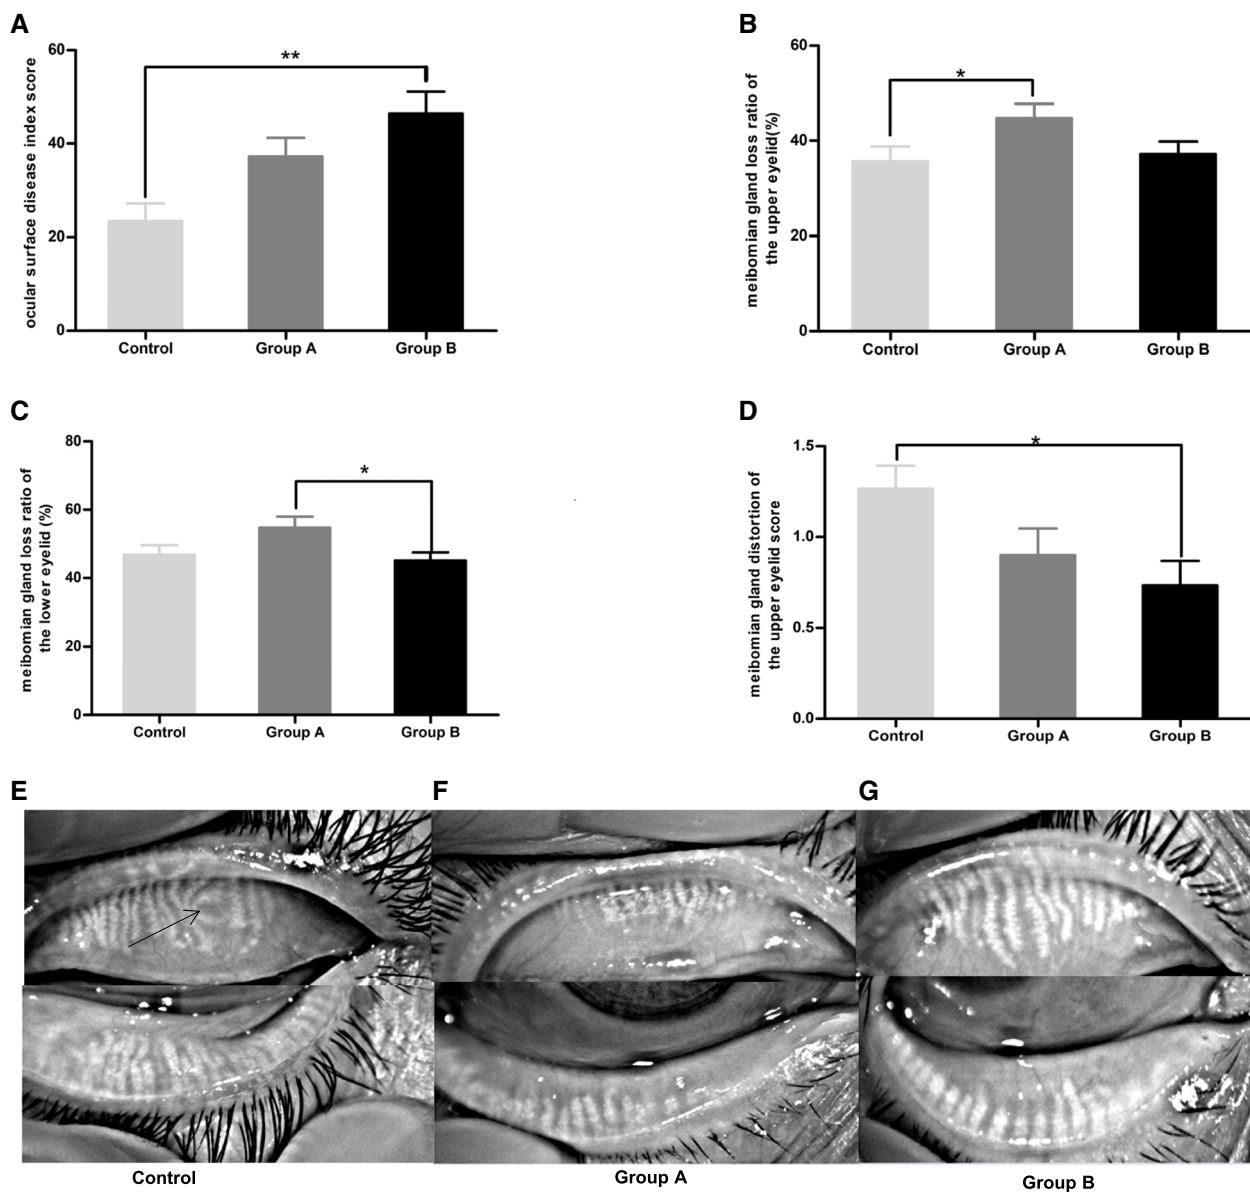 A
ocular surface disease index score
60
40
20
0
**
Control
Group A
Group B
B
meibomian gland loss ratio of
the upper eyelid(%)
60
40
20
0
*
Control
Group A
Group B
C
meibomian gland loss ratio of
the lower eyelid (%)
80
60
40
20
0
*
Control
Group A
Group B
D
meibomian gland distortion of
the upper eyelid score
1.5
1.0
0.5
0.0
*
Control
Group A
Group B
E
F
G
Control
Group A
Group B